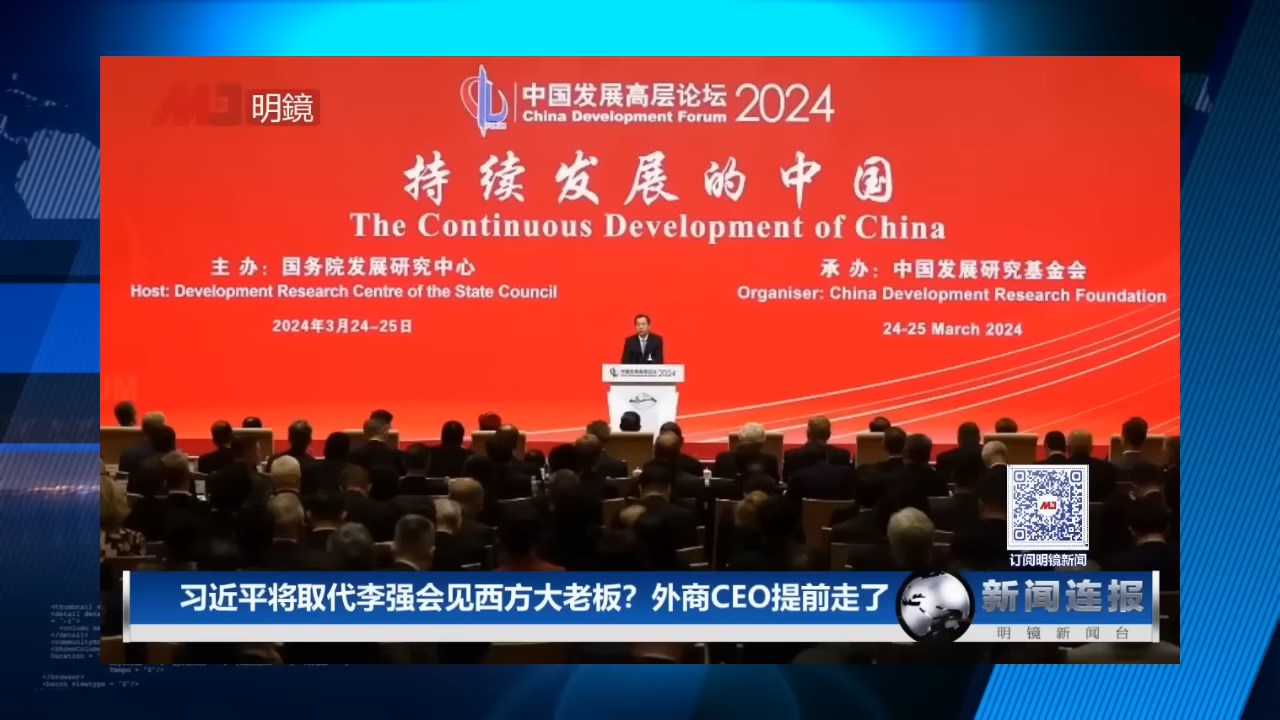 明鏡
中国发展高层论坛 2024
China Development Forum
持续发展的中国
The Continuous Development of China
主 办：国务院发展研究中心
Host: Development Research Centre of the State Council
2024年3月24-25日
承 办：中国发展研究基金会
Organiser: China Development Research Foundation
24-25 March 2024
中国发展高层论坛 2024
订阅明镜新闻
习近平将取代李强会见西方大老板？外商CEO提前走了
新闻连报
明镜新闻台